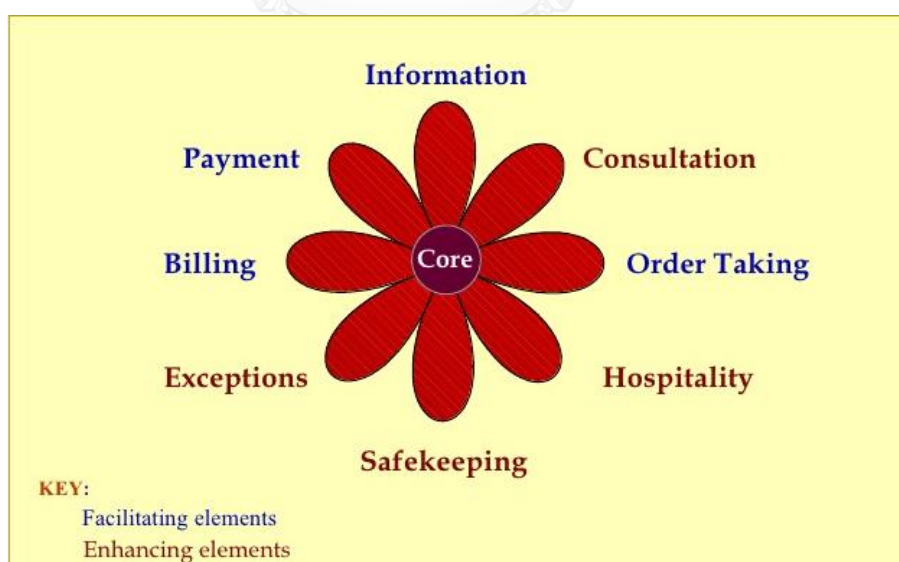 Information
Payment
Consultation
Core
Billing
Order Taking
Exceptions
Hospitality
Safekeeping
KEY:
Facilitating elements
Enhancing elements